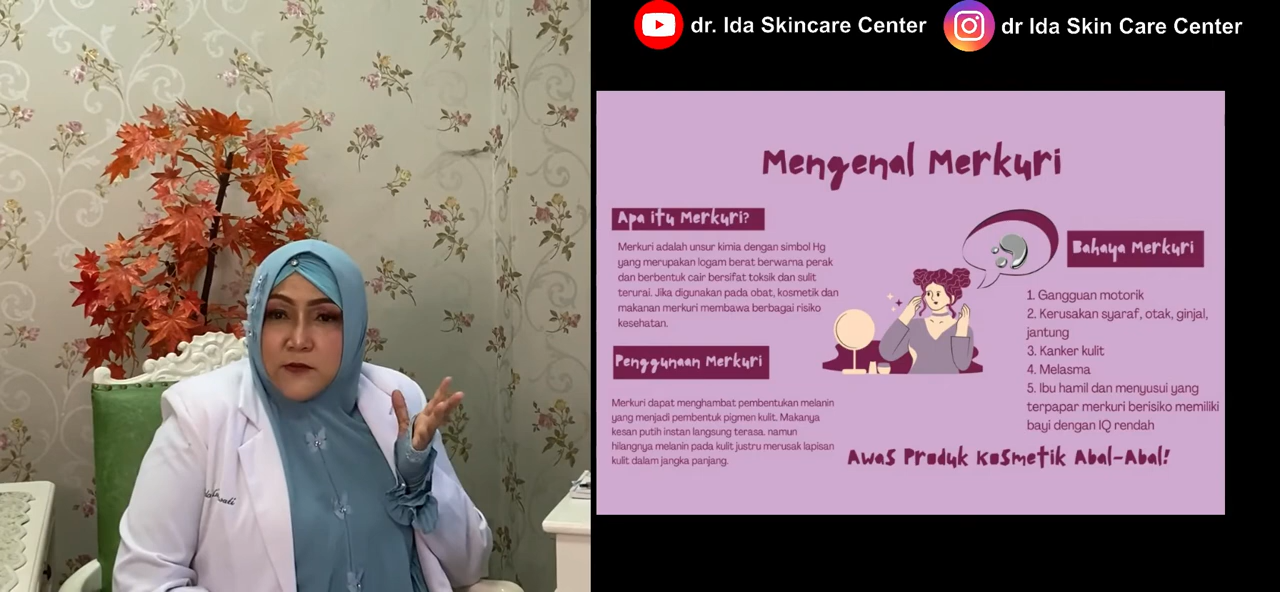 dr. Ida Skincare Center
dr Ida Skin Care Center
Mengenal Merkuri
Apa itu Merkuri?
Merkuri adalah unsur kimia dengan simbol Hg
yang merupakan logam berat berwarna perak
dan berbentuk cair bersifat toksik dan sulit
terurai. Jika digunakan pada obat, kosmetik dan
makanan merkuri membawa berbagai risiko
kesehatan.
Penggunaan Merkuri
Merkuri dapat menghambat pembentukan melanin
yang menjadi pembentuk pigmen kulit. Makanya
kesan putih instan langsung terasa. namun
hilangnya melanin pada kulit justru merusak lapisan
kulit dalam jangka panjang.
Bahaya Merkuri
1. Gangguan motorik
2. Kerusakan syaraf, otak, ginjal,
jantung
3. Kanker kulit
4. Melasma
5. Ibu hamil dan menyusui yang
terpapar merkuri berisiko memiliki
bayi dengan IQ rendah
Awas Produk Kosmetik Abal-Abal!